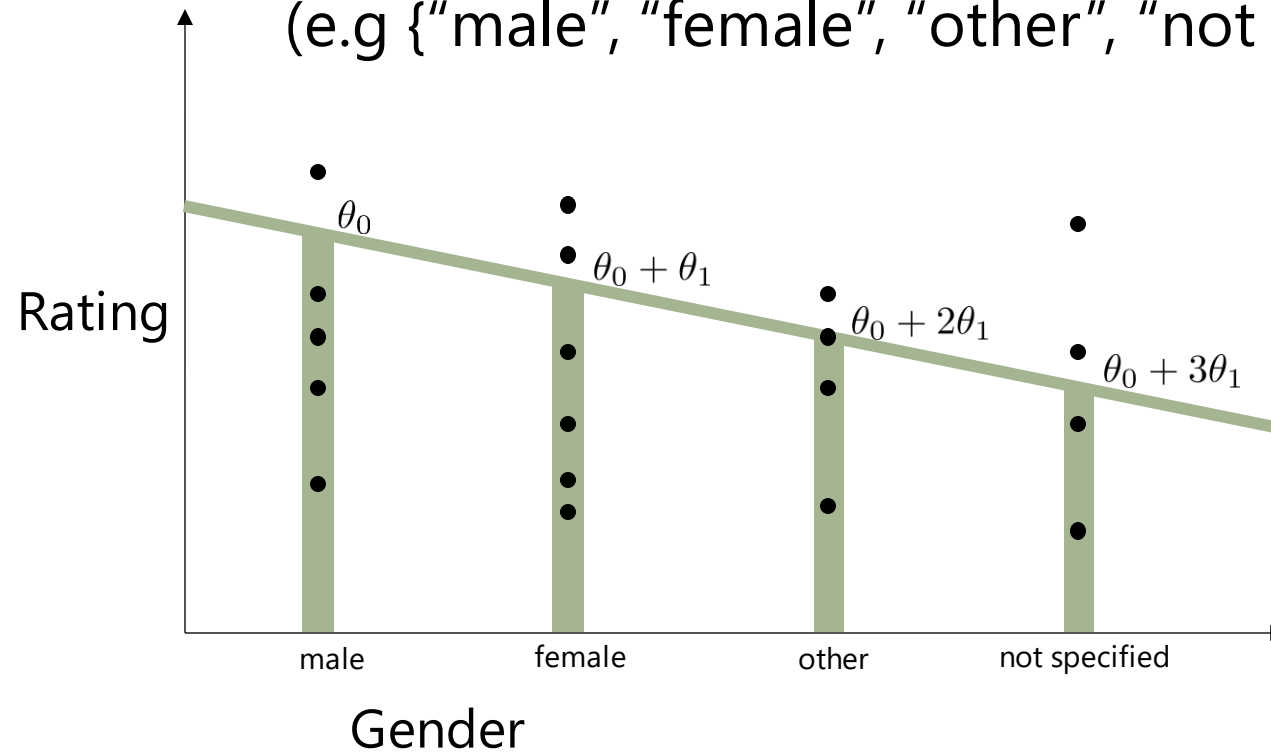 (e.g {“male”, “female”, “other”, “not
θ₀
θ₀ + θ₁
Rating
θ₀ + 2θ₁
θ₀ + 3θ₁
male female other not specified
Gender